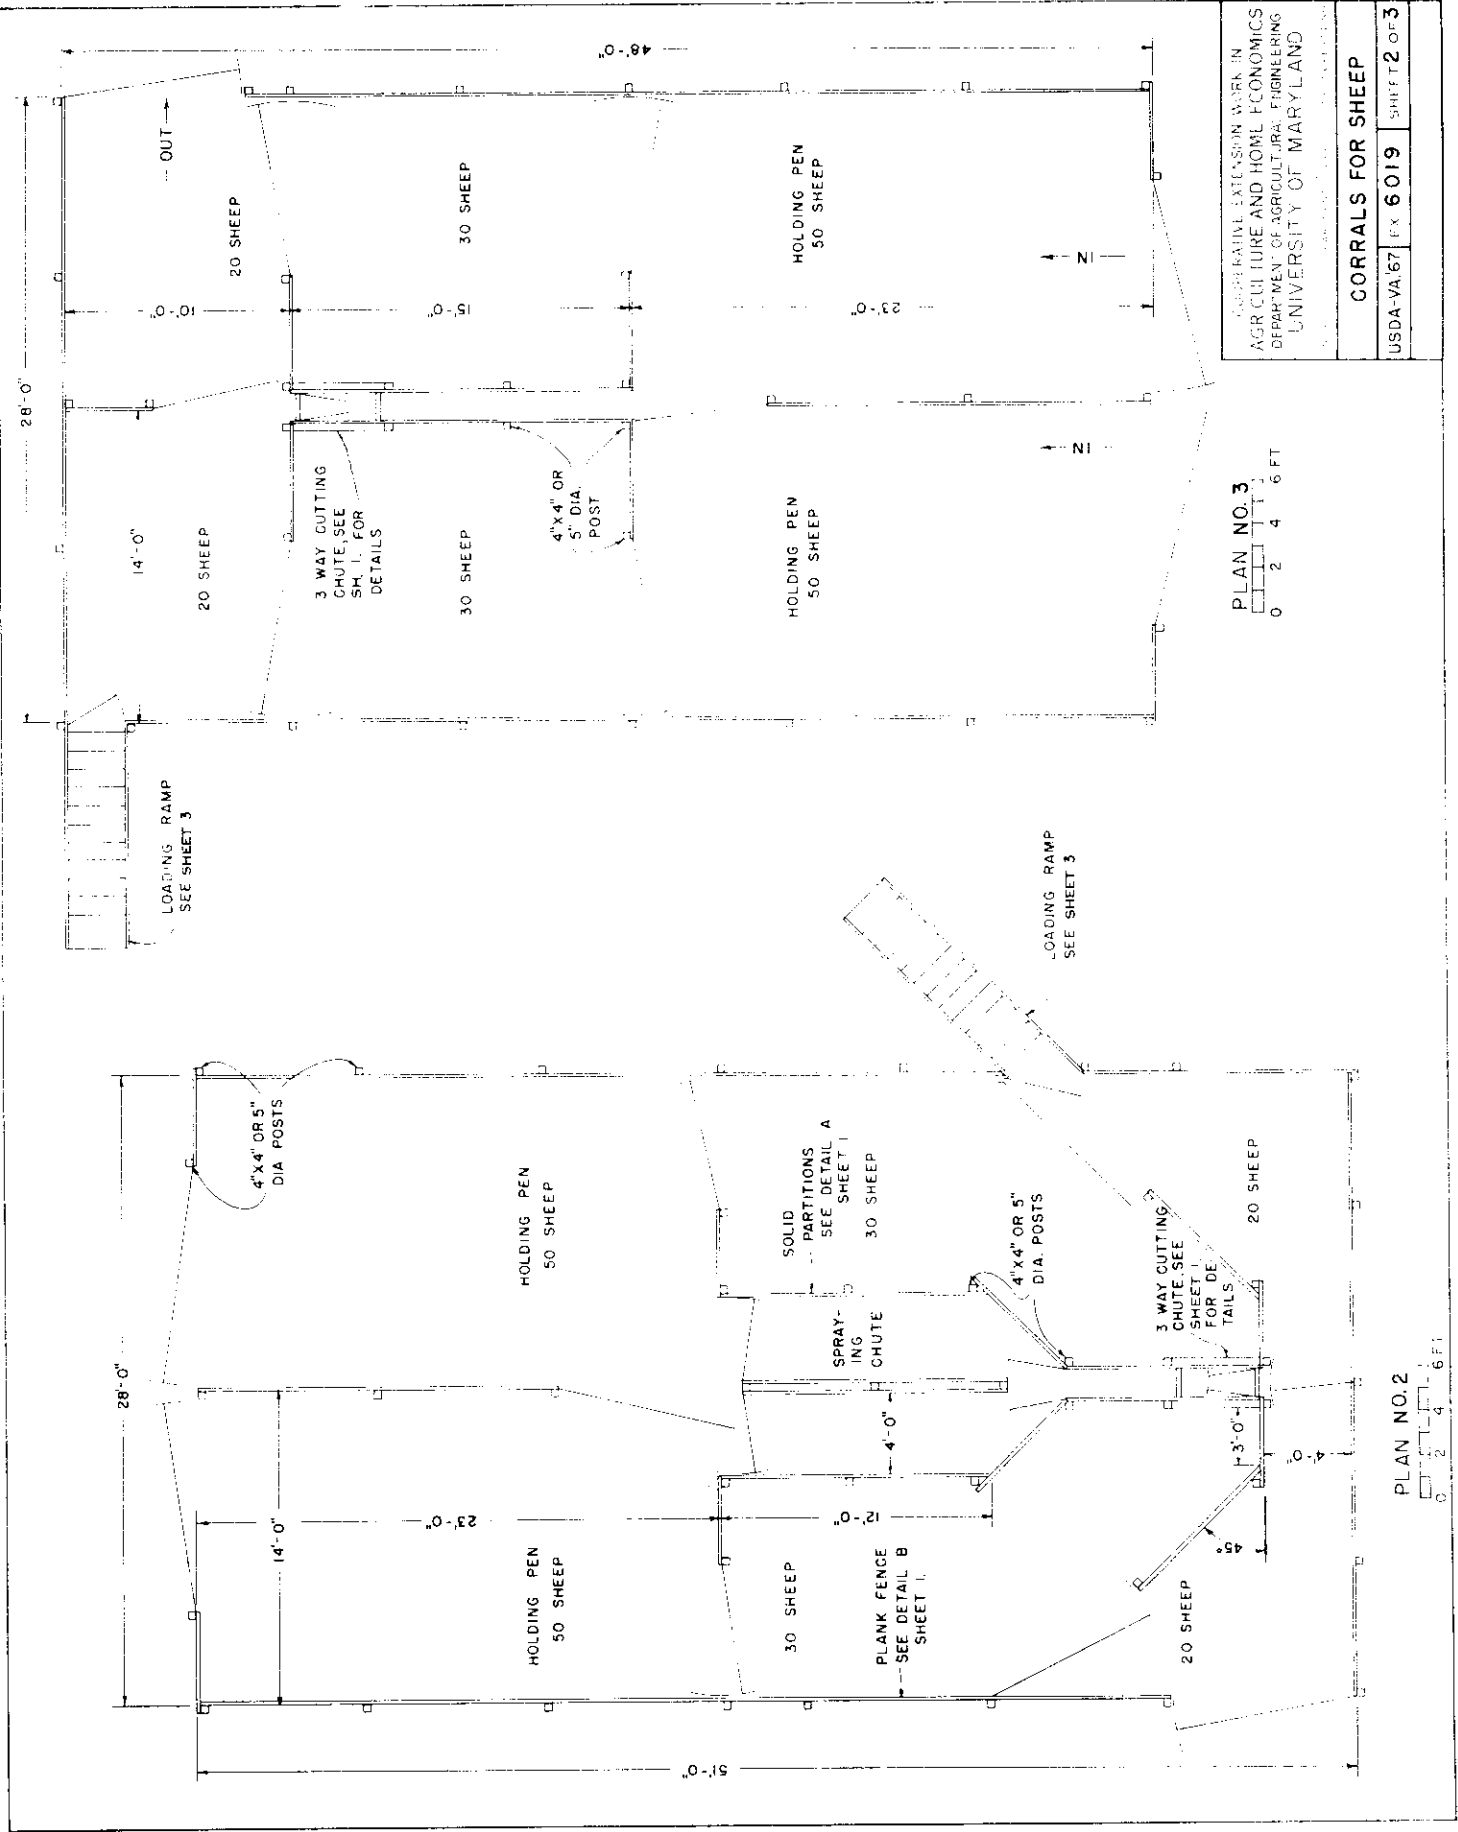 28'-0"
48'-0"
OUT
20 SHEEP
10'-0"
30 SHEEP
15'-0"
HOLDING PEN
50 SHEEP
23'-0"
IN
14'-0"
20 SHEEP
3 WAY CUTTING
CHUTE, SEE
SH. 1. FOR
DETAILS
30 SHEEP
4"X4" OR
5" DIA.
POST
HOLDING PEN
50 SHEEP
IN
LOADING RAMP
SEE SHEET 3
PLAN NO. 3
0 2 4 6 FT
28'-0"
4"X4" OR 5"
DIA POSTS
HOLDING PEN
50 SHEEP
14'-0"
23'-0"
HOLDING PEN
50 SHEEP
51'-0"
SOLID
PARTITIONS
SEE DETAIL A
SHEET 1
30 SHEEP
SPRAY-
ING
CHUTE
4'-0"
12'-0"
30 SHEEP
PLANK FENCE
SEE DETAIL B
SHEET 1.
4"X4" OR 5"
DIA. POSTS
LOADING RAMP
SEE SHEET 3
3 WAY CUTTING
CHUTE, SEE
SHEET 1
FOR DE
TAILS
20 SHEEP
3'-0"
4'-0"
45°
20 SHEEP
PLAN NO. 2
0 2 4 6 FT
COOPERATIVE EXTENSION WORK IN
AGRICULTURE AND HOME ECONOMICS
DEPARTMENT OF AGRICULTURAL ENGINEERING
UNIVERSITY OF MARYLAND
CORRALS FOR SHEEP
USDA-VA.'67 EX 6019 SHEET 2 OF 3